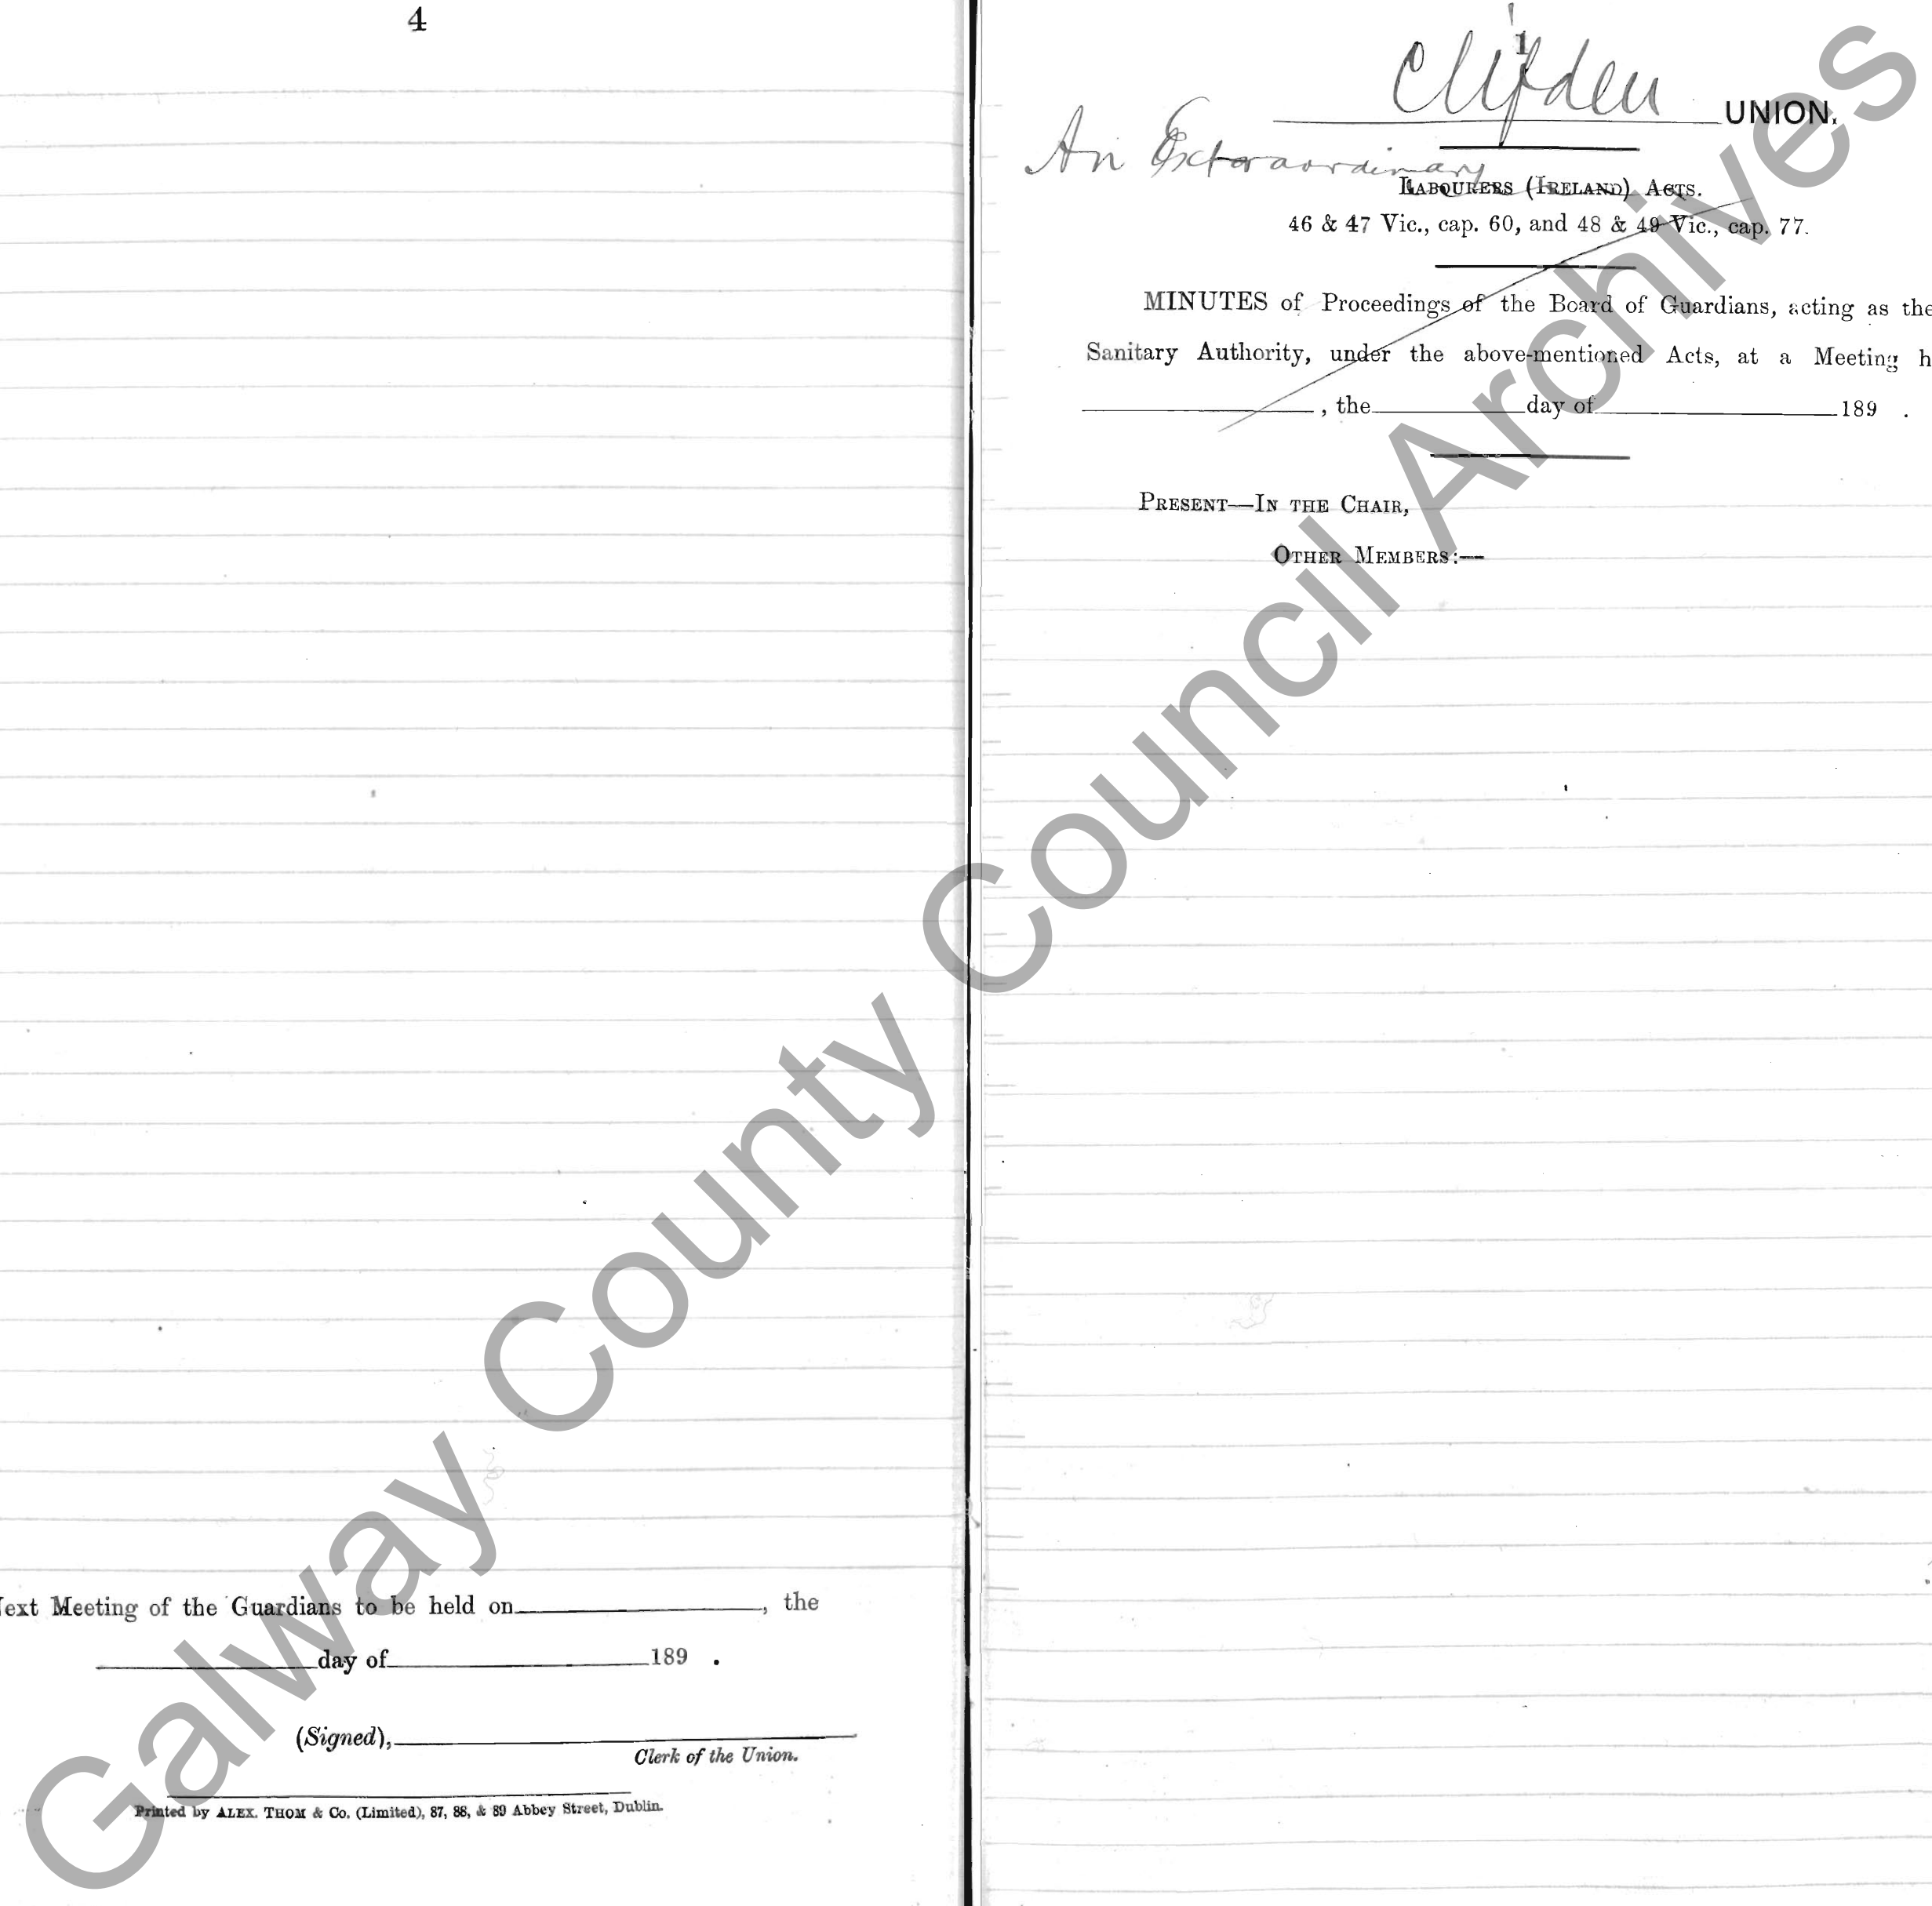 4
ext Meeting of the Guardians to be held on , the
day of 189 .
(Signed),
Clerk of the Union.
Printed by ALEX. THOM & Co. (Limited), 87, 88, & 89 Abbey Street, Dublin.
1
Clifden UNION.
An Extraordinary
LABOURERS (IRELAND) ACTS.
46 & 47 Vic., cap. 60, and 48 & 49 Vic., cap. 77.
MINUTES of Proceedings of the Board of Guardians, acting as the
Sanitary Authority, under the above-mentioned Acts, at a Meeting h
, the day of 189 .
PRESENT—IN THE CHAIR,
OTHER MEMBERS:—
Galway County Council Archives